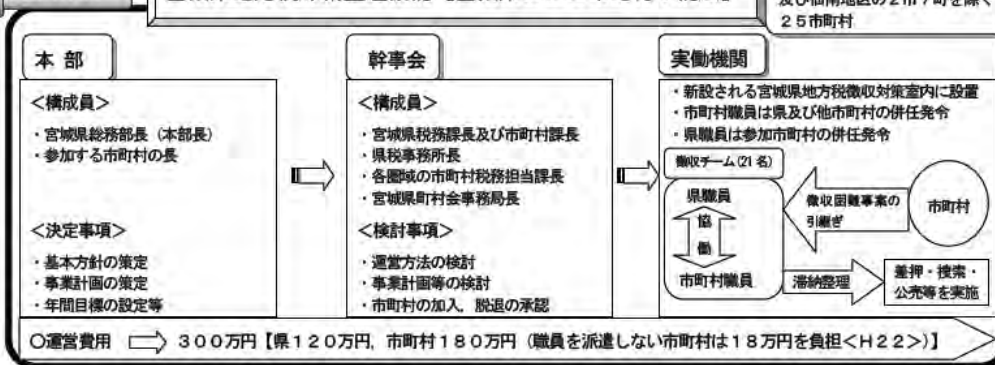 25市町村
本部
<構成員>
・宮城県総務部長(本部長)
・参加する市町村の長
<決定事項>
・基本方針の策定
・事業計画の策定
・年間目標の設定等
幹事会
<構成員>
・宮城県税務課長及び市町村課長
・県税事務所長
・各圏域の市町村税務担当課長
・宮城県町村会事務局長
<検討事項>
・運営方法の検討
・事業計画等の検討
・市町村の加入,脱退の承認
実働機関
・新設される宮城県地方税徴収対策室内に設置
・市町村職員は県及び他市町村の併任発令
・県職員は参加市町村の併任発令
徴収チーム(21名)
県職員
協
働
市町村職員
徴収困難事案の
引継ぎ
市町村
滞納整理
差押・捜索・
公売等を実施
〇運営費用 300万円【県120万円,市町村180万円(職員を派遣しない市町村は18万円を負担<H22>)】